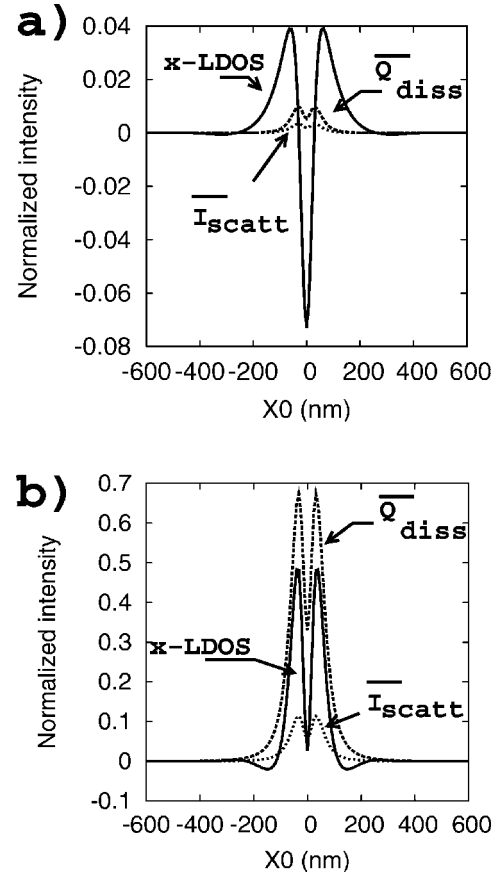 a)
0.04
0.02
0
-0.02
-0.04
-0.06
-0.08
Normalized intensity
x-LDOS
Q diss
I scatt
-600 -400 -200 0 200 400 600
X0 (nm)
b)
0.7
0.6
0.5
0.4
0.3
0.2
0.1
0
-0.1
Normalized intensity
Q diss
x-LDOS
I scatt
-600 -400 -200 0 200 400 600
X0 (nm)